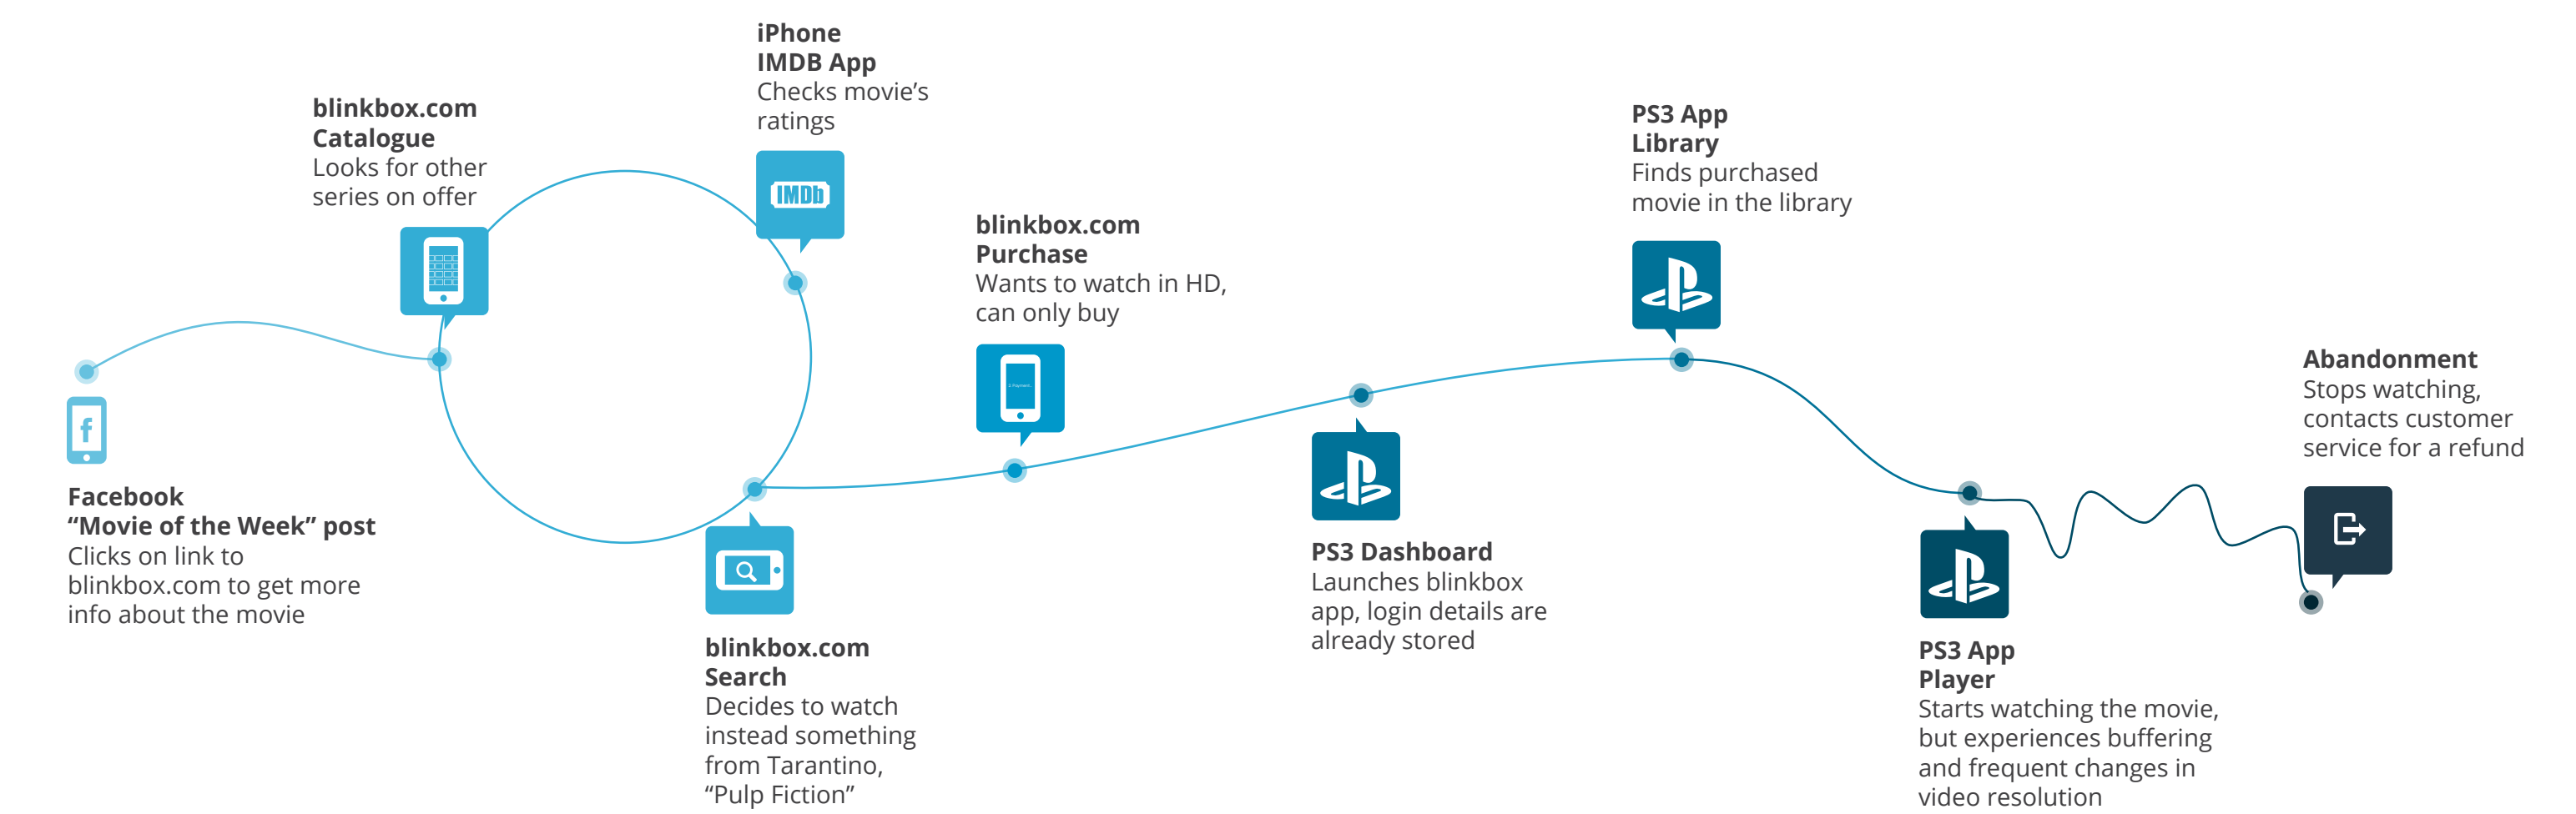 Facebook
“Movie of the Week” post
Clicks on link to
blinkbox.com to get more
info about the movie
f
blinkbox.com
Catalogue
Looks for other
series on offer
iPhone
IMDB App
Checks movie’s
ratings
IMDb
blinkbox.com
Search
Decides to watch
instead something
from Tarantino,
“Pulp Fiction”
blinkbox.com
Purchase
Wants to watch in HD,
can only buy
2. Payment
PS3 Dashboard
Launches blinkbox
app, login details are
already stored
PS3 App
Library
Finds purchased
movie in the library
PS3 App
Player
Starts watching the movie,
but experiences buffering
and frequent changes in
video resolution
Abandonment
Stops watching,
contacts customer
service for a refund